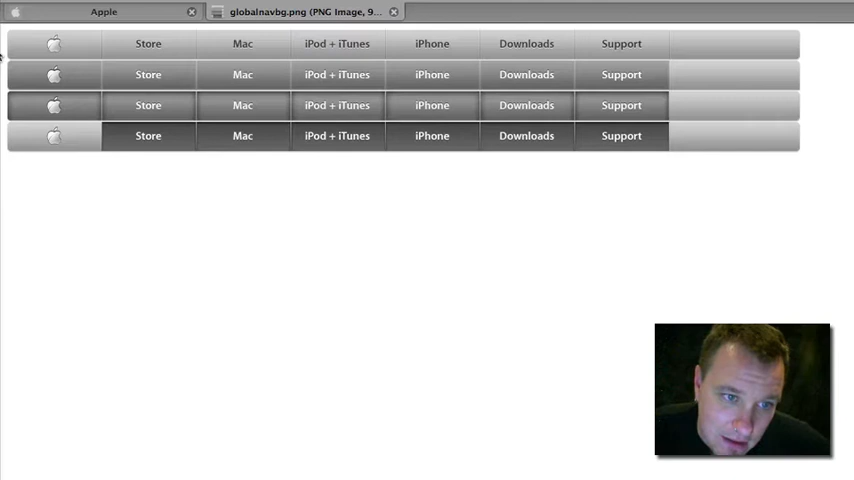 Apple globalnavbg.png (PNG Image, 9...
Store Mac iPod + iTunes iPhone Downloads Support
Store Mac iPod + iTunes iPhone Downloads Support
Store Mac iPod + iTunes iPhone Downloads Support
Store Mac iPod + iTunes iPhone Downloads Support